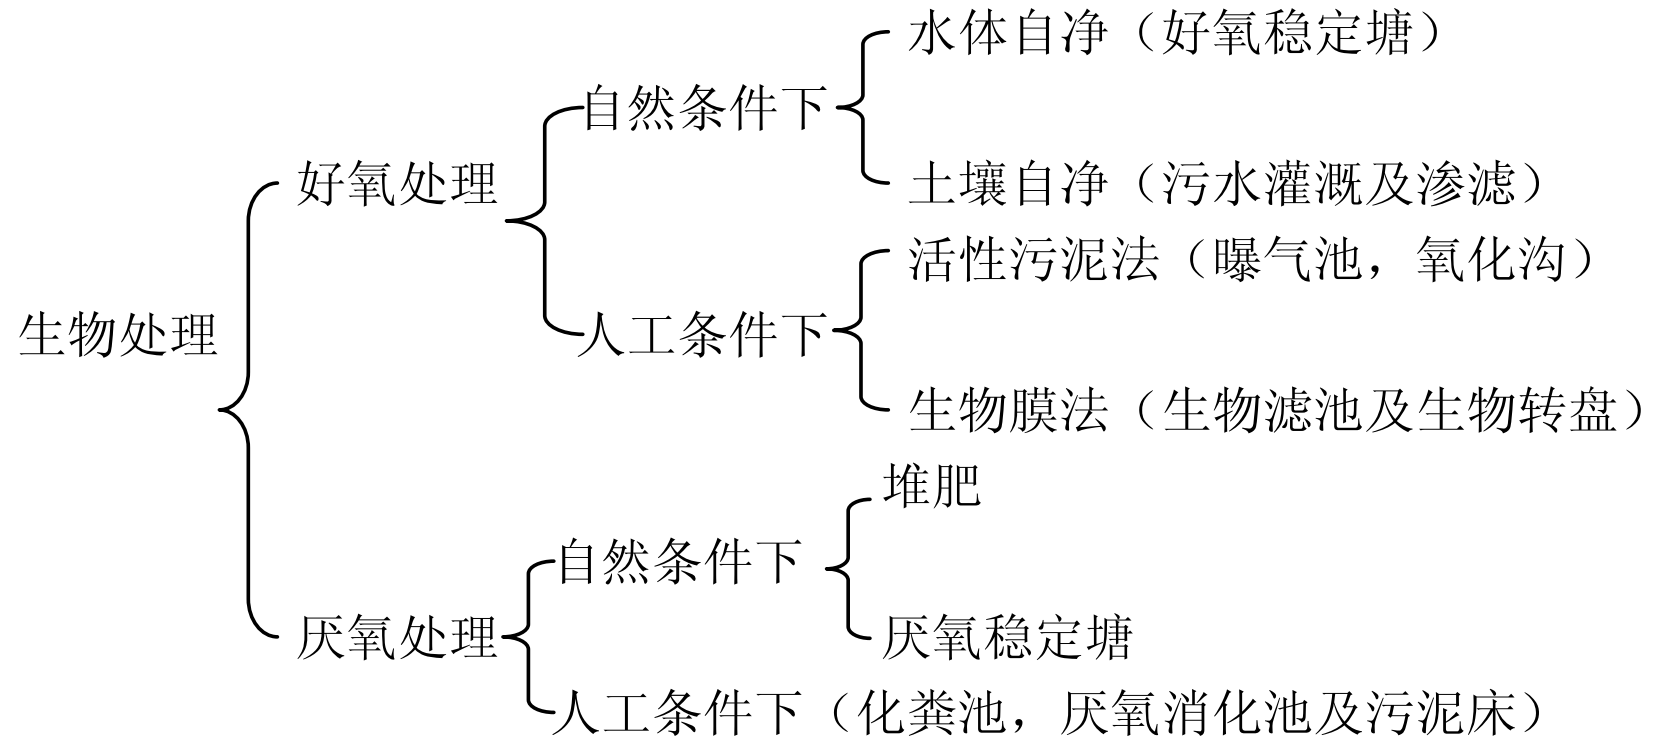 水体自净（好氧稳定塘）
自然条件下
好氧处理
土壤自净（污水灌溉及渗滤）
活性污泥法（曝气池，氧化沟）
生物处理
人工条件下
生物膜法（生物滤池及生物转盘）
堆肥
自然条件下
厌氧处理
厌氧稳定塘
人工条件下（化粪池，厌氧消化池及污泥床）